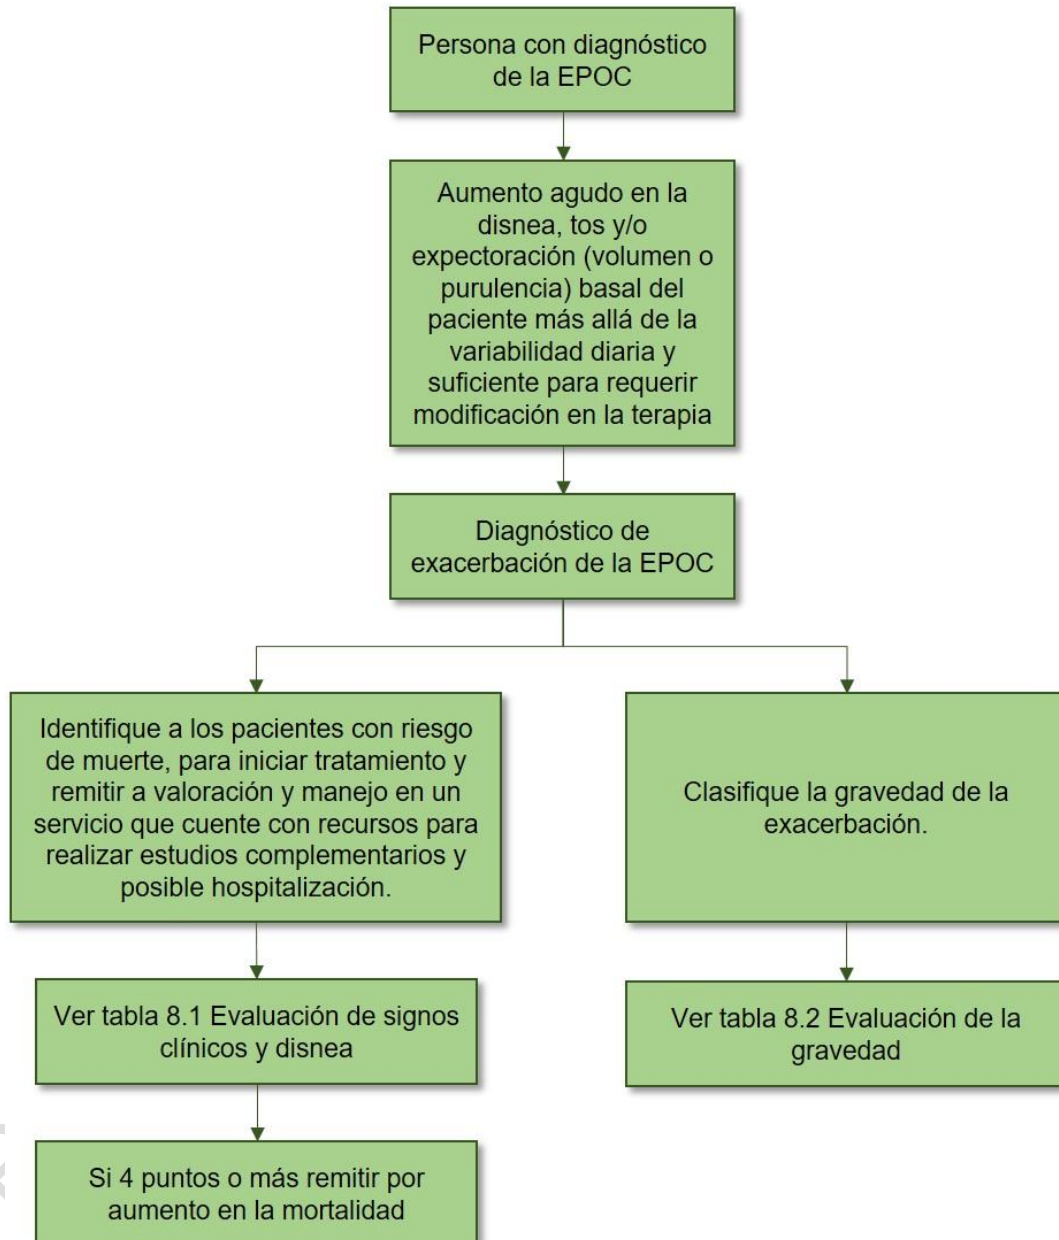 Persona con diagnóstico
de la EPOC
Aumento agudo en la
disnea, tos y/o
expectoración (volumen o
purulencia) basal del
paciente más allá de la
variabilidad diaria y
suficiente para requerir
modificación en la terapia
Diagnóstico de
exacerbación de la EPOC
Identifique a los pacientes con riesgo
de muerte, para iniciar tratamiento y
remitir a valoración y manejo en un
servicio que cuente con recursos para
realizar estudios complementarios y
posible hospitalización.
Ver tabla 8.1 Evaluación de signos
clínicos y disnea
Si 4 puntos o más remitir por
aumento en la mortalidad
Clasifique la gravedad de la
exacerbación.
Ver tabla 8.2 Evaluación de la
gravedad